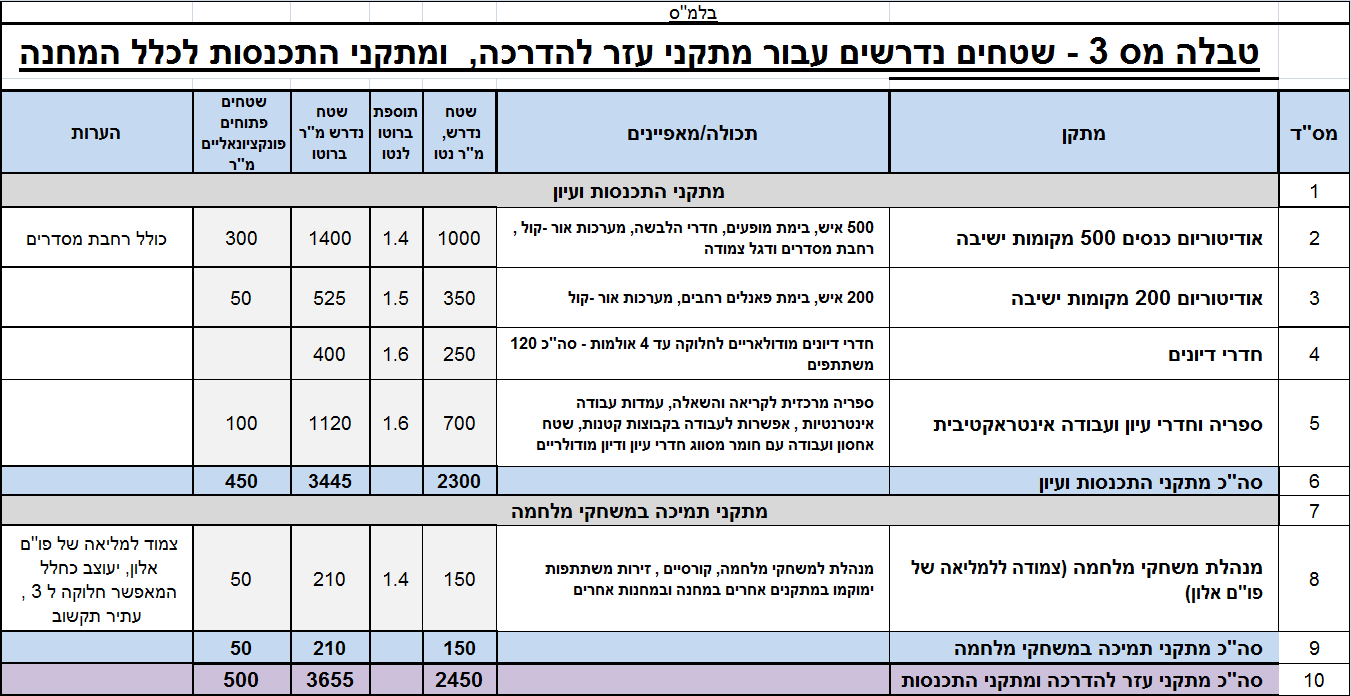 בלמ"ס
טבלה מס 3 - שטחים נדרשים עבור מתקני עזר להדרכה, ומתקני התכנסות לכלל המחנה
מס"ד מתקן תכולה/מאפיינים שטח נדרש, מ"ר נטו תוספת ברוטו לנטו שטח נדרש מ"ר ברוטו שטחים פתוחים פונקציונאליים מ"ר הערות
1 מתקני התכנסות ועיון
2 אודיטוריום כנסים 500 מקומות ישיבה 500 איש, בימת מופעים, חדרי הלבשה, מערכות אור -קול , רחבת מסדרים ודגל צמודה 1000 1.4 1400 300 כולל רחבת מסדרים
3 אודיטוריום 200 מקומות ישיבה 200 איש, בימת פאנלים רחבים, מערכות אור -קול 350 1.5 525 50
4 חדרי דיונים חדרי דיונים מודולאריים לחלוקה עד 4 אולמות - סה"כ 120 משתתפים 250 1.6 400
5 ספריה וחדרי עיון ועבודה אינטראקטיבית ספריה מרכזית לקריאה והשאלה, עמדות עבודה אינטרנטיות , אפשרות לעבודה בקבוצות קטנות, שטח אחסון ועבודה עם חומר מסווג חדרי עיון ודיון מודולריים 700 1.6 1120 100
6 סה"כ מתקני התכנסות ועיון 2300 3445 450
7 מתקני תמיכה במשחקי מלחמה
8 מנהלת משחקי מלחמה (צמודה ללמליאה של פו"ם אלון) מנהלת למשחקי מלחמה, קורסיים , זירות משתתפות ימוקמו במתקנים אחרים במחנה ובמחנות אחרים 150 1.4 210 50 צמוד למליאה של פו"ם אלון, יעוצב כחלל המאפשר חלוקה ל 3 , עתיר תקשוב
9 סה"כ מתקני תמיכה במשחקי מלחמה 150 210 50
10 סה"כ מתקני עזר להדרכה ומתקני התכנסות 2450 3655 500